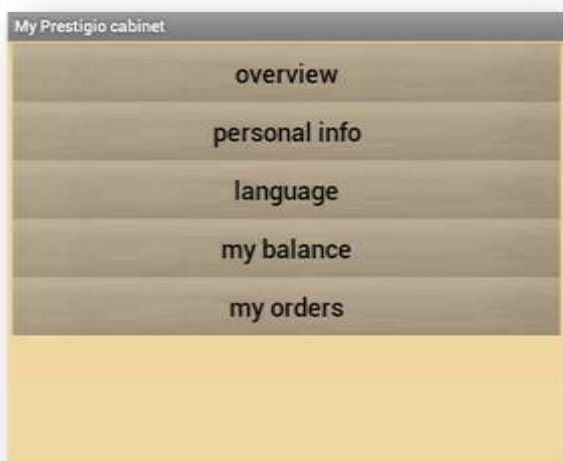 My Prestigio cabinet
overview
personal info
language
my balance
my orders